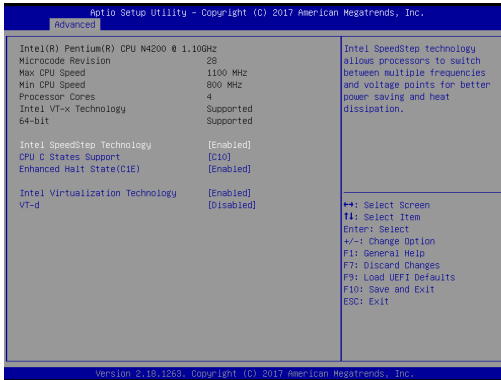 Aptio Setup Utility – Copyright (C) 2017 American Megatrends, Inc.
Advanced
Intel(R) Pentium(R) CPU N4200 @ 1.10GHz
Microcode Revision 28
Max CPU Speed 1100 MHz
Min CPU Speed 800 MHz
Processor Cores 4
Intel VT-x Technology Supported
64-bit Supported
Intel SpeedStep Technology [Enabled]
CPU C States Support [C10]
Enhanced Halt State(C1E) [Enabled]
Intel Virtualization Technology [Enabled]
VT-d [Disabled]
Intel SpeedStep technology
allows processors to switch
between multiple frequencies
and voltage points for better
power saving and heat
dissipation.
↔: Select Screen
↑↓: Select Item
Enter: Select
+/-: Change Option
F1: General Help
F7: Discard Changes
F9: Load UEFI Defaults
F10: Save and Exit
ESC: Exit
Version 2.18.1263. Copyright (C) 2017 American Megatrends, Inc.